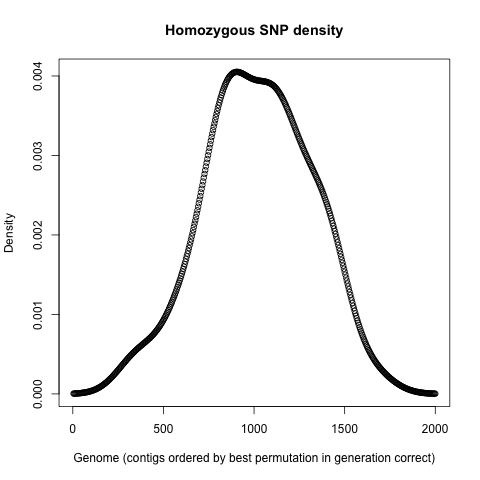 Homozygous SNP density
0.004
0.003
0.002
0.001
0.000
Density
0 500 1000 1500 2000
Genome (contigs ordered by best permutation in generation correct)